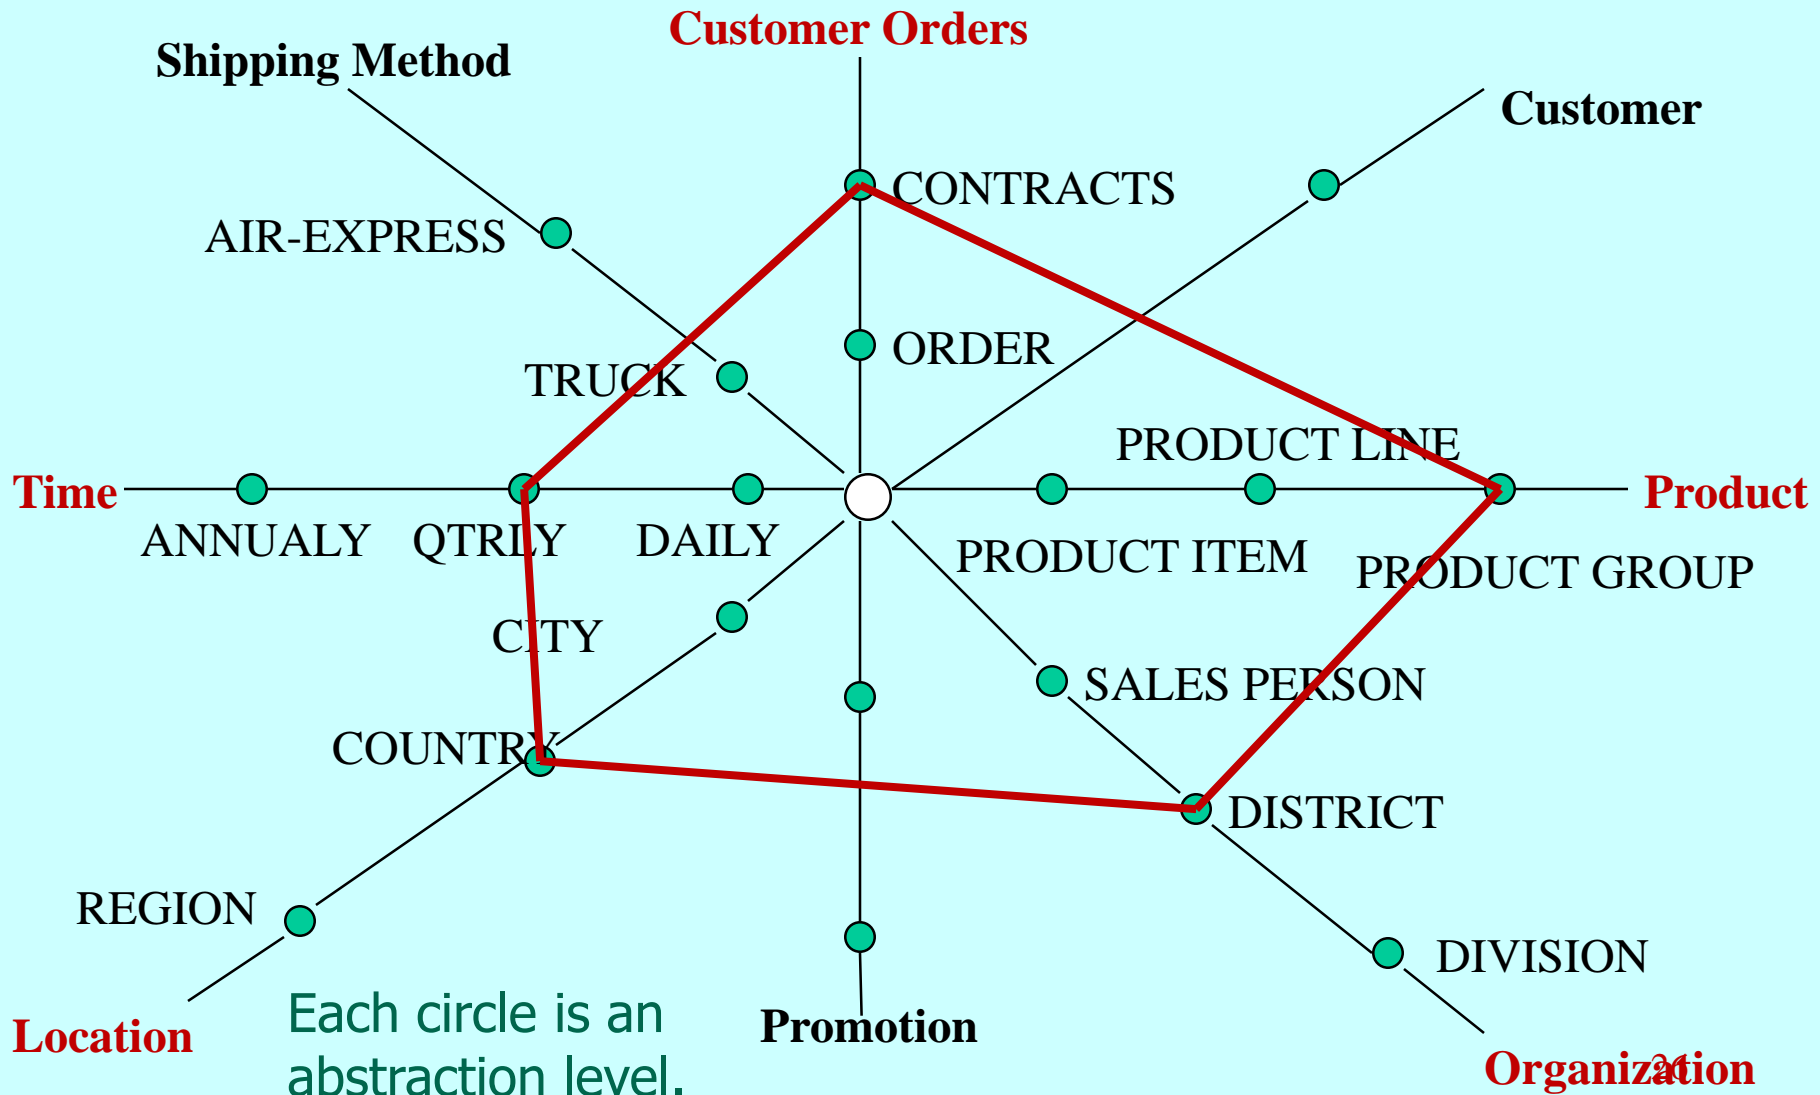 Customer Orders
Shipping Method
Customer
CONTRACTS
AIR-EXPRESS
ORDER
TRUCK
PRODUCT LINE
Time
Product
ANNUALY
QTRLY
DAILY
PRODUCT ITEM
PRODUCT GROUP
CITY
SALES PERSON
COUNTRY
DISTRICT
REGION
DIVISION
Each circle is an
abstraction level.
Promotion
Location
Organization
26